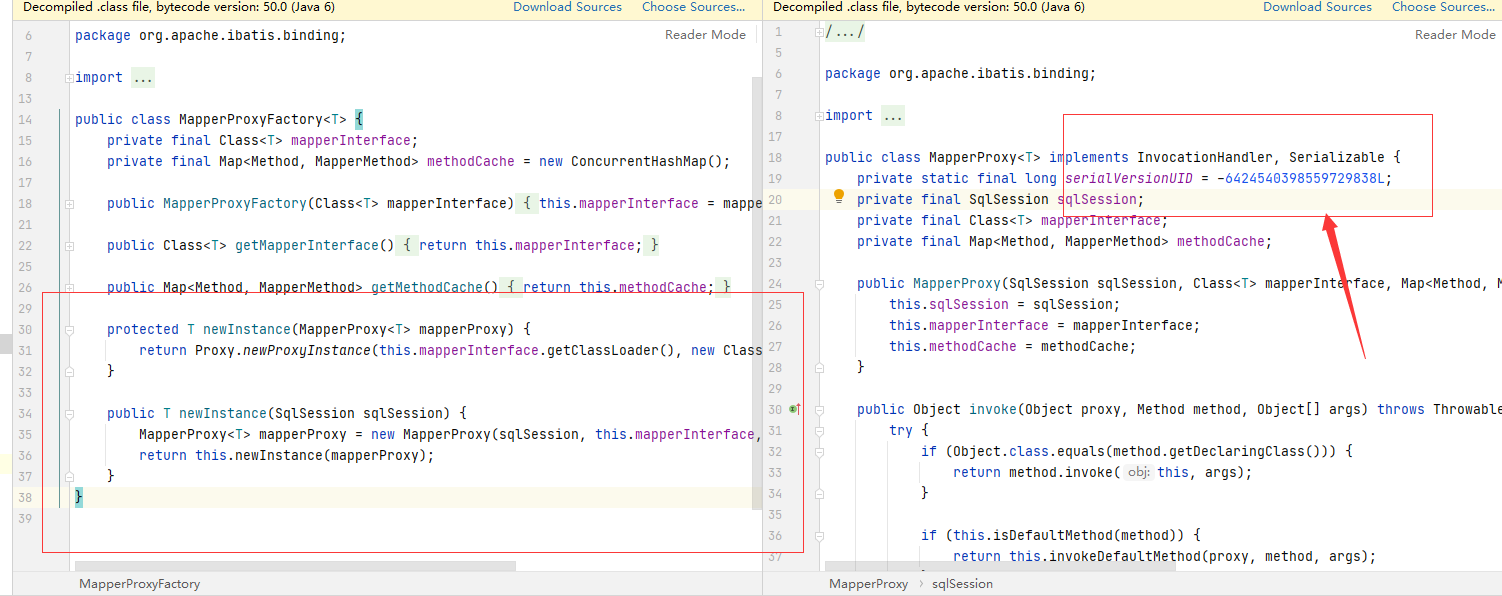 Decompiled .class file, bytecode version: 50.0 (Java 6) Download Sources Choose Sources...
Reader Mode
6 package org.apache.ibatis.binding;
7
8 import ...
13
14 public class MapperProxyFactory<T> {
15 private final Class<T> mapperInterface;
16 private final Map<Method, MapperMethod> methodCache = new ConcurrentHashMap();
17
18 public MapperProxyFactory(Class<T> mapperInterface) { this.mapperInterface = mappe
21
22 public Class<T> getMapperInterface() { return this.mapperInterface; }
25
26 public Map<Method, MapperMethod> getMethodCache() { return this.methodCache; }
29
30 protected T newInstance(MapperProxy<T> mapperProxy) {
31 return Proxy.newProxyInstance(this.mapperInterface.getClassLoader(), new Class
32 }
33
34 public T newInstance(SqlSession sqlSession) {
35 MapperProxy<T> mapperProxy = new MapperProxy(sqlSession, this.mapperInterface,
36 return this.newInstance(mapperProxy);
37 }
38 }
39
MapperProxyFactory
Decompiled .class file, bytecode version: 50.0 (Java 6) Download Sources Choose Sources...
Reader Mode
1 /.../
5
6 package org.apache.ibatis.binding;
7
8 import ...
17
18 public class MapperProxy<T> implements InvocationHandler, Serializable {
19 private static final long serialVersionUID = -6424540398559729838L;
20 private final SqlSession sqlSession;
21 private final Class<T> mapperInterface;
22 private final Map<Method, MapperMethod> methodCache;
23
24 public MapperProxy(SqlSession sqlSession, Class<T> mapperInterface, Map<Method, M
25 this.sqlSession = sqlSession;
26 this.mapperInterface = mapperInterface;
27 this.methodCache = methodCache;
28 }
29
30 public Object invoke(Object proxy, Method method, Object[] args) throws Throwable
31 try {
32 if (Object.class.equals(method.getDeclaringClass())) {
33 return method.invoke( obj: this, args);
34 }
35
36 if (this.isDefaultMethod(method)) {
37 return this.invokeDefaultMethod(proxy, method, args);
MapperProxy › sqlSession